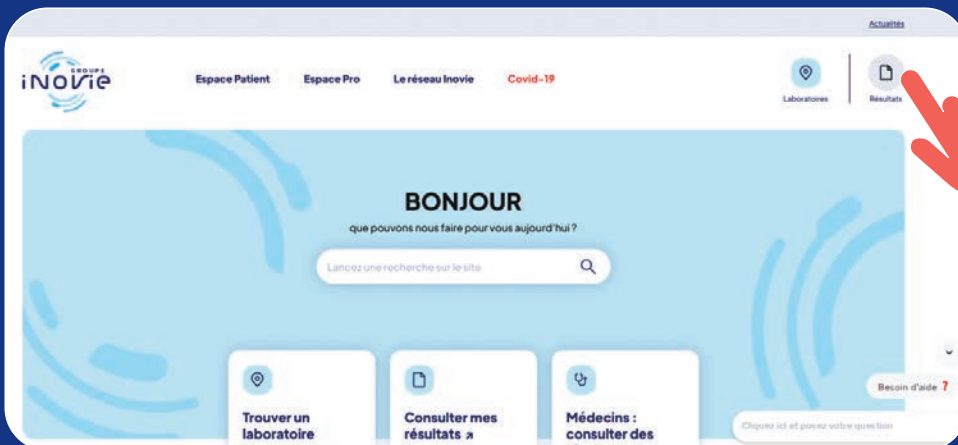 Actualités
GROUPE
iNoVie
Espace Patient Espace Pro Le réseau Inovie Covid-19
Laboratoires Résultats
BONJOUR
que pouvons nous faire pour vous aujourd'hui ?
Lancez une recherche sur le site
Besoin d'aide ?
Trouver un
laboratoire
Consulter mes
résultats
Médecins :
consulter des
Cliquez ici et posez votre question